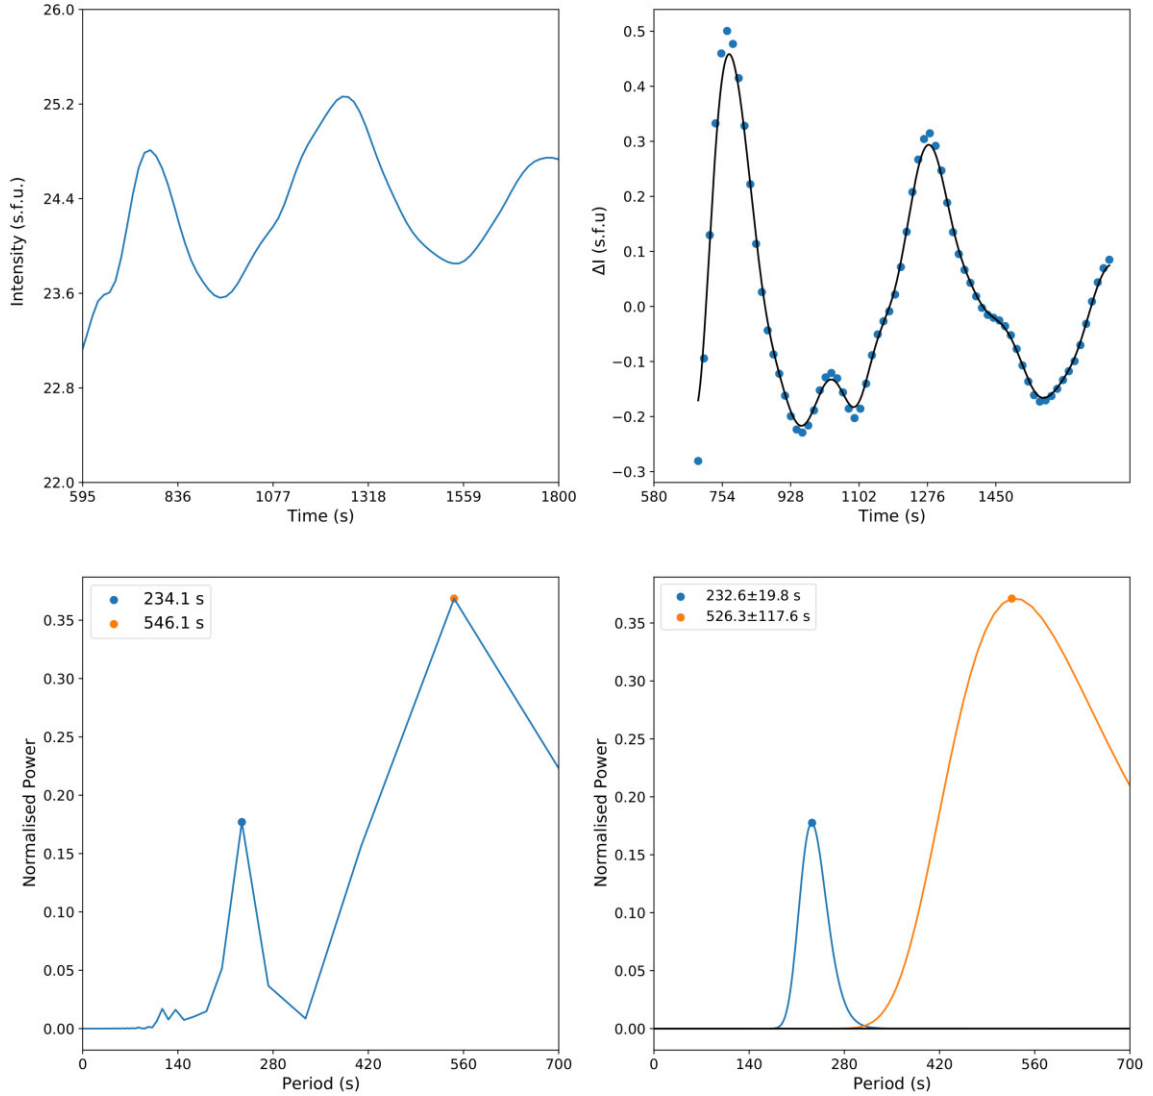 26.0
25.2
24.4
23.6
22.8
22.0
Intensity (s.f.u.)
595 836 1077 1318 1559 1800
Time (s)
0.5
0.4
0.3
0.2
0.1
0.0
−0.1
−0.2
−0.3
ΔI (s.f.u)
580 754 928 1102 1276 1450
Time (s)
234.1 s
546.1 s
0.35
0.30
0.25
0.20
0.15
0.10
0.05
0.00
Normalised Power
0 140 280 420 560 700
Period (s)
232.6±19.8 s
526.3±117.6 s
0.35
0.30
0.25
0.20
0.15
0.10
0.05
0.00
Normalised Power
0 140 280 420 560 700
Period (s)